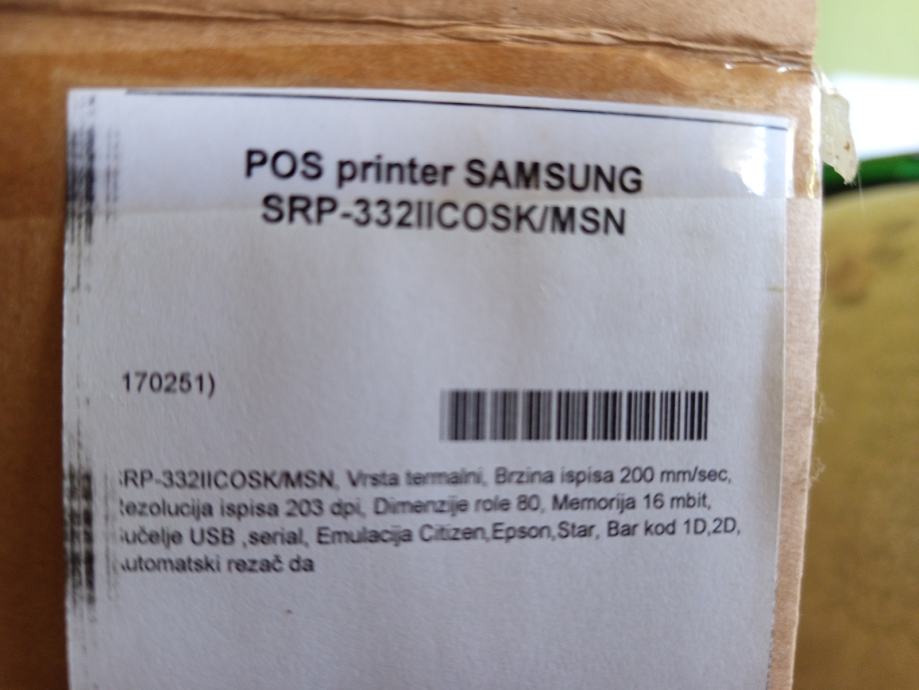 POS printer SAMSUNG
SRP-332IICOSK/MSN
170251)
RP-332IICOSK/MSN, Vrsta termalni, Brzina ispisa 200 mm/sec,
ezolucija ispisa 203 dpi, Dimenzije role 80, Memorija 16 mbit,
učelje USB ,serial, Emulacija Citizen,Epson,Star, Bar kod 1D,2D,
utomatski rezač da